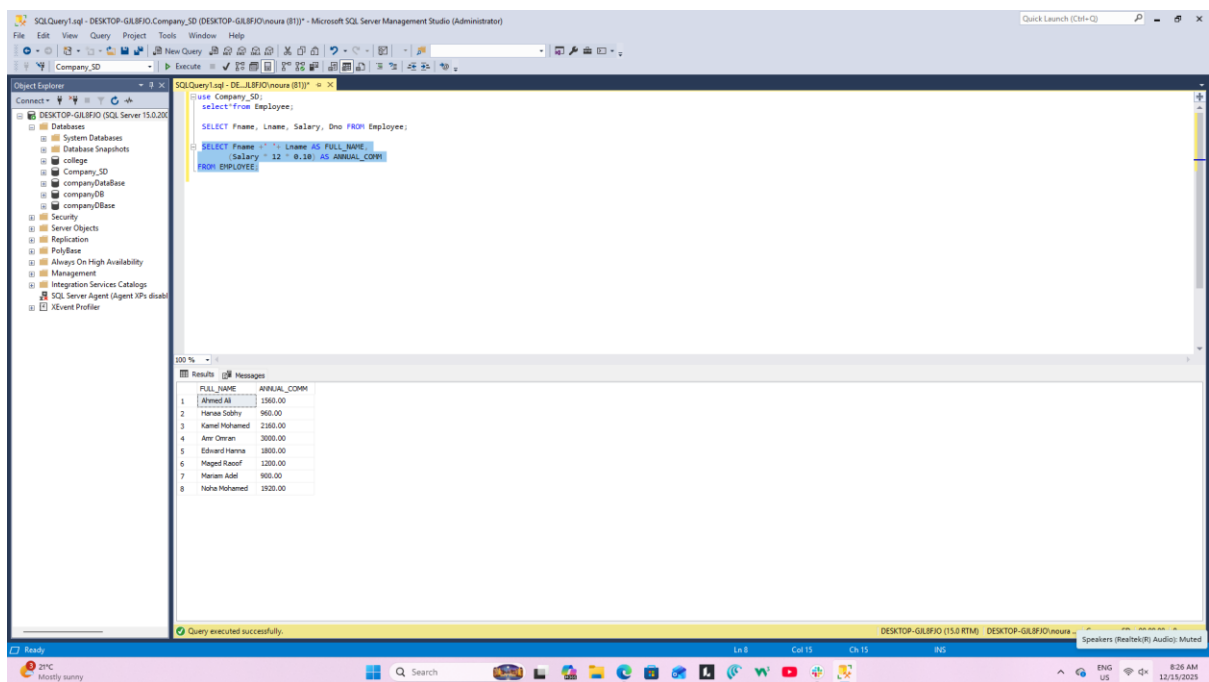 SQLQuery1.sql - DESKTOP-GJL8FJO.Company_SD (DESKTOP-GJL8FJO\noura (81))* - Microsoft SQL Server Management Studio (Administrator)
Quick Launch (Ctrl+Q)
File Edit View Query Project Tools Window Help
New Query
Company_SD
Execute
Object Explorer
SQLQuery1.sql - DE...JL8FJO\noura (81))*
Connect
DESKTOP-GJL8FJO (SQL Server 15.0.200
Databases
System Databases
Database Snapshots
college
Company_SD
companyDataBase
companyDB
companyDBase
Security
Server Objects
Replication
PolyBase
Always On High Availability
Management
Integration Services Catalogs
SQL Server Agent (Agent XPs disabl
XEvent Profiler
use Company_SD;
select*from Employee;
SELECT Fname, Lname, Salary, Dno FROM Employee;
SELECT Fname +' '+ Lname AS FULL_NAME,
(Salary * 12 * 0.10) AS ANNUAL_COMM
FROM EMPLOYEE;
100 %
Results Messages
FULL_NAME ANNUAL_COMM
1 Ahmed Ali 1560.00
2 Hanaa Sobhy 960.00
3 Kamel Mohamed 2160.00
4 Amr Omran 3000.00
5 Edward Hanna 1800.00
6 Maged Raoof 1200.00
7 Mariam Adel 900.00
8 Noha Mohamed 1920.00
Query executed successfully.
DESKTOP-GJL8FJO (15.0 RTM) DESKTOP-GJL8FJO\noura ...
Speakers (Realtek(R) Audio): Muted
Ready
Ln 8 Col 15 Ch 15 INS
3
21°C
Mostly sunny
Search
ENG
US
8:26 AM
12/15/2025